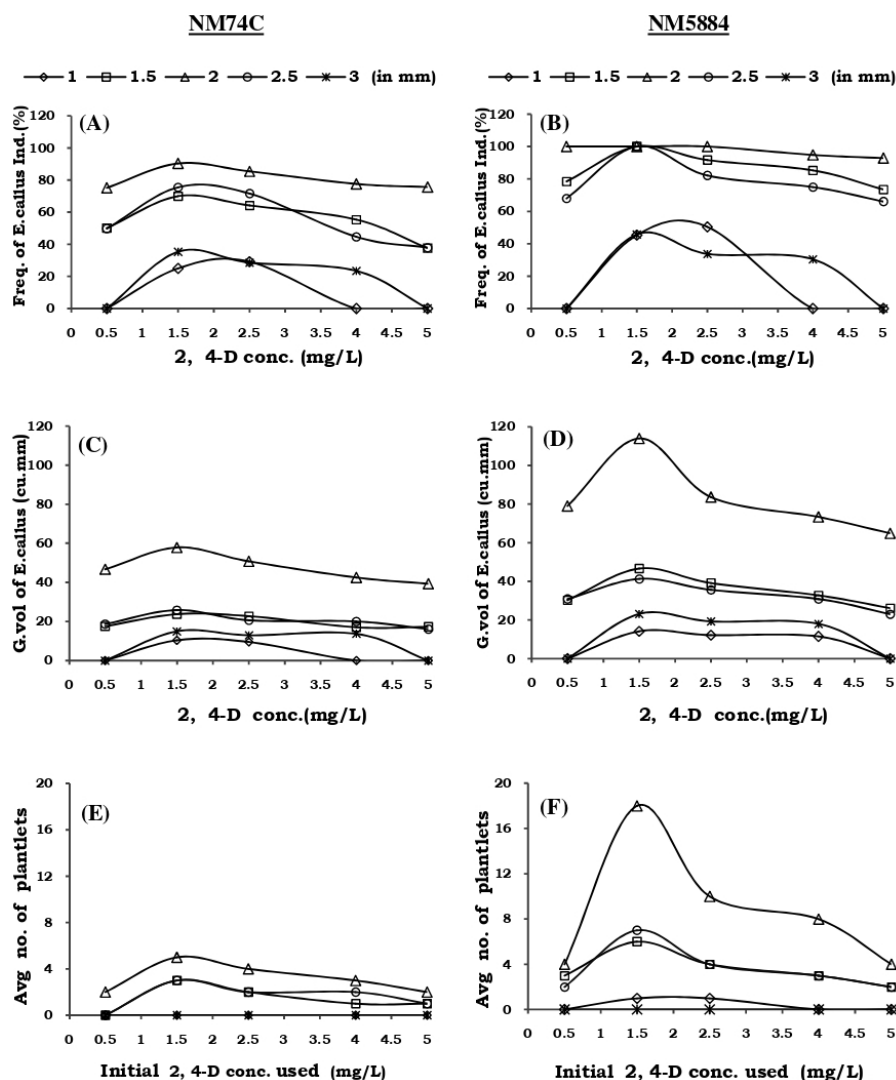 NM74C
NM5884
1 1.5 2 2.5 3 (in mm)
1 1.5 2 2.5 3 (in mm)
(A)
Freq. of E.callus Ind.(%)
120
100
80
60
40
20
0
0 0.5 1 1.5 2 2.5 3 3.5 4 4.5 5
2, 4-D conc. (mg/L)
(B)
Freq. of E.callus Ind.(%)
120
100
80
60
40
20
0
0 0.5 1 1.5 2 2.5 3 3.5 4 4.5 5
2, 4-D conc. (mg/L)
(C)
G.vol of E.callus (cu.mm)
120
100
80
60
40
20
0
0 0.5 1 1.5 2 2.5 3 3.5 4 4.5 5
2, 4-D conc.(mg/L)
(D)
G.vol of E.callus (cu.mm)
120
100
80
60
40
20
0
0 0.5 1 1.5 2 2.5 3 3.5 4 4.5 5
2, 4-D conc.(mg/L)
(E)
Avg no. of plantlets
20
16
12
8
4
0
0 0.5 1 1.5 2 2.5 3 3.5 4 4.5 5
Initial 2, 4-D conc. used (mg/L)
(F)
Avg no. of plantlets
20
16
12
8
4
0
0 0.5 1 1.5 2 2.5 3 3.5 4 4.5 5
Initial 2, 4-D conc. used (mg/L)